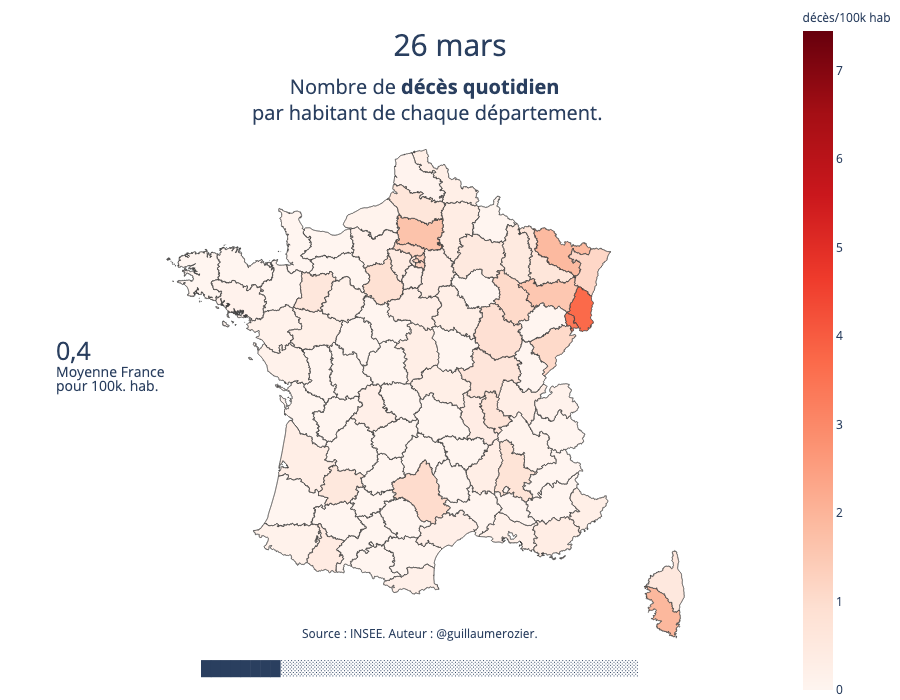 décès/100k hab
26 mars
Nombre de décès quotidien
par habitant de chaque département.
7
6
5
4
3
2
1
0
0,4
Moyenne France
pour 100k. hab.
Source : INSEE. Auteur : @guillaumerozier.